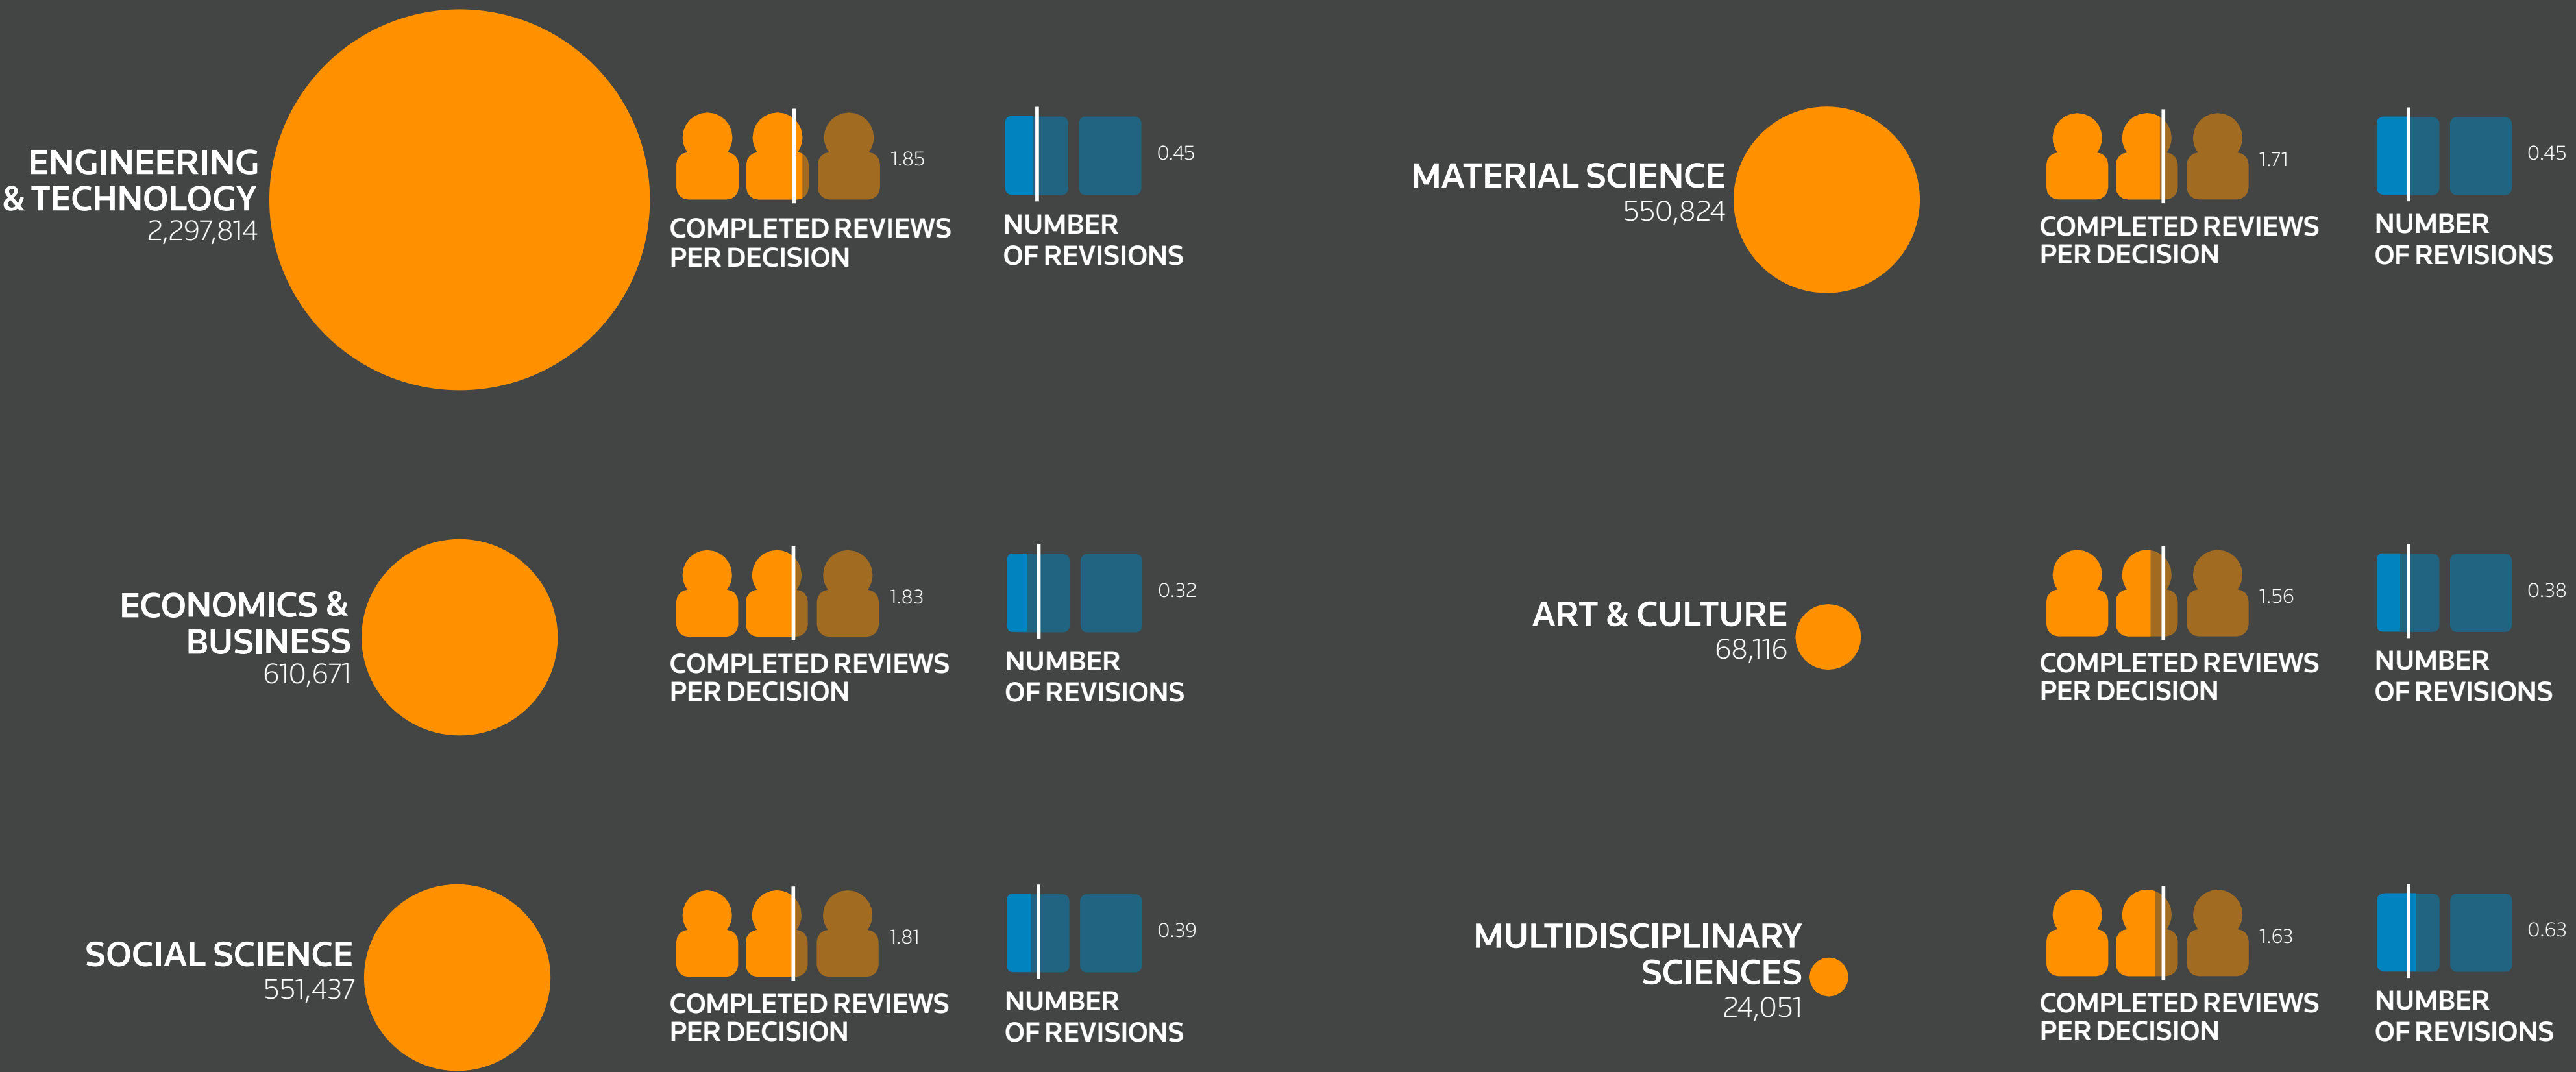 ENGINEERING
& TECHNOLOGY
2,297,814
1.85
COMPLETED REVIEWS
PER DECISION
0.45
NUMBER
OF REVISIONS
MATERIAL SCIENCE
550,824
1.71
COMPLETED REVIEWS
PER DECISION
0.45
NUMBER
OF REVISIONS
ECONOMICS &
BUSINESS
610,671
1.83
COMPLETED REVIEWS
PER DECISION
0.32
NUMBER
OF REVISIONS
ART & CULTURE
68,116
1.56
COMPLETED REVIEWS
PER DECISION
0.38
NUMBER
OF REVISIONS
SOCIAL SCIENCE
551,437
1.81
COMPLETED REVIEWS
PER DECISION
0.39
NUMBER
OF REVISIONS
MULTIDISCIPLINARY
SCIENCES
24,051
1.63
COMPLETED REVIEWS
PER DECISION
0.63
NUMBER
OF REVISIONS